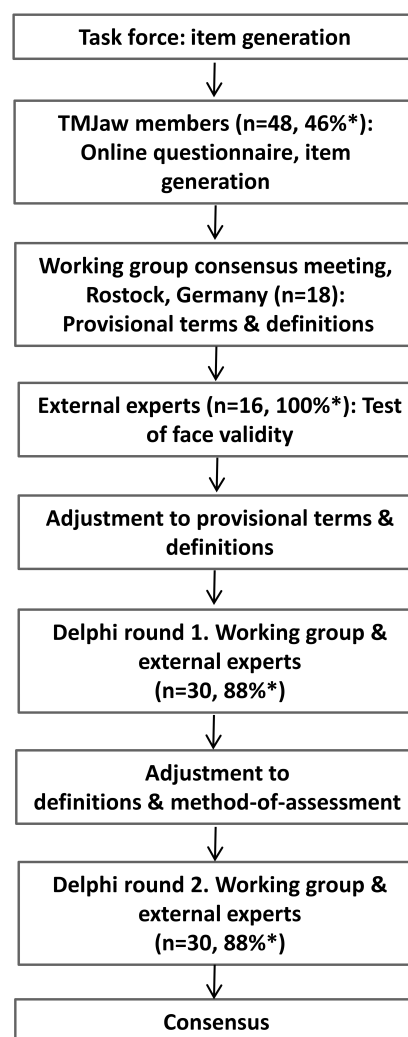 Task force: item generation
TMJaw members (n=48, 46%*):
Online questionnaire, item
generation
Working group consensus meeting,
Rostock, Germany (n=18):
Provisional terms & definitions
External experts (n=16, 100%*): Test
of face validity
Adjustment to provisional terms &
definitions
Delphi round 1. Working group &
external experts
(n=30, 88%*)
Adjustment to
definitions & method-of-assessment
Delphi round 2. Working group &
external experts
(n=30, 88%*)
Consensus